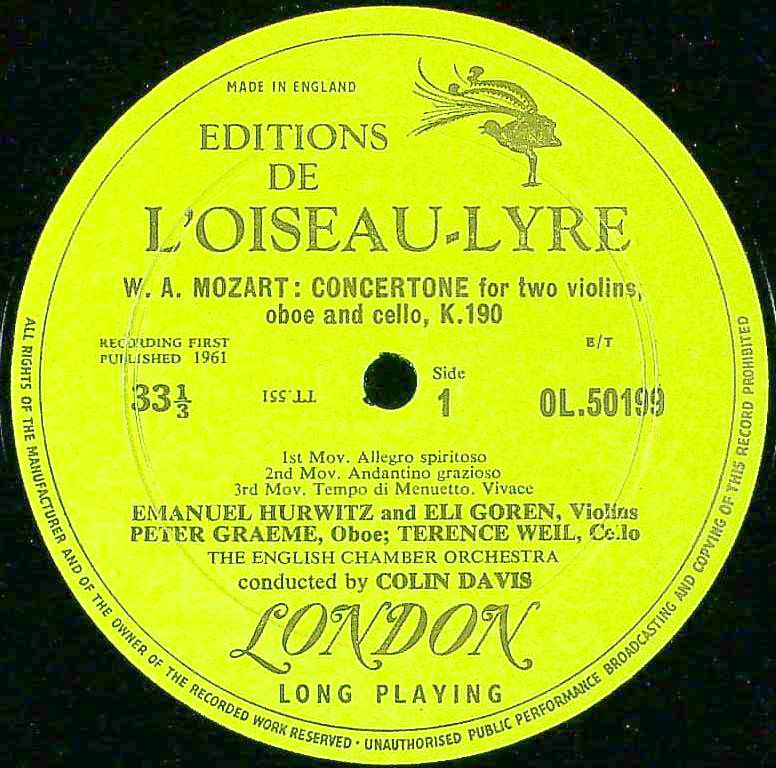 MADE IN ENGLAND
EDITIONS
DE
L'OISEAU-LYRE
W. A. MOZART: CONCERTONE for two violins,
oboe and cello, K.190
RECORDING FIRST
PUBLISHED 1961
E/T
33⅓
TT.551
Side
1
OL.50199
1st Mov. Allegro spiritoso
2nd Mov. Andantino grazioso
3rd Mov. Tempo di Menuetto. Vivace
EMANUEL HURWITZ and ELI GOREN, Violins
PETER GRAEME, Oboe; TERENCE WEIL, Cello
THE ENGLISH CHAMBER ORCHESTRA
conducted by COLIN DAVIS
LONDON
LONG PLAYING
ALL RIGHTS OF THE MANUFACTURER AND OF THE OWNER OF THE RECORDED WORK RESERVED · UNAUTHORISED PUBLIC PERFORMANCE BROADCASTING AND COPYING OF THIS RECORD PROHIBITED